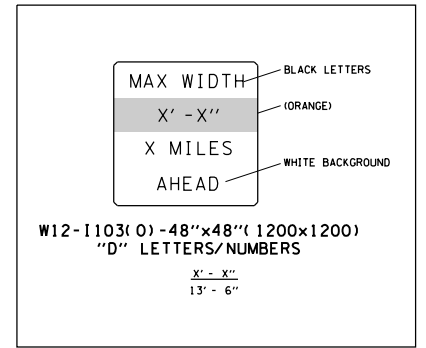 MAX WIDTH
X' - X''
X MILES
AHEAD
BLACK LETTERS
(ORANGE)
WHITE BACKGROUND
W12-I103(O)-48''x48''(1200x1200)
''D'' LETTERS/NUMBERS
X' - X''
13' - 6''